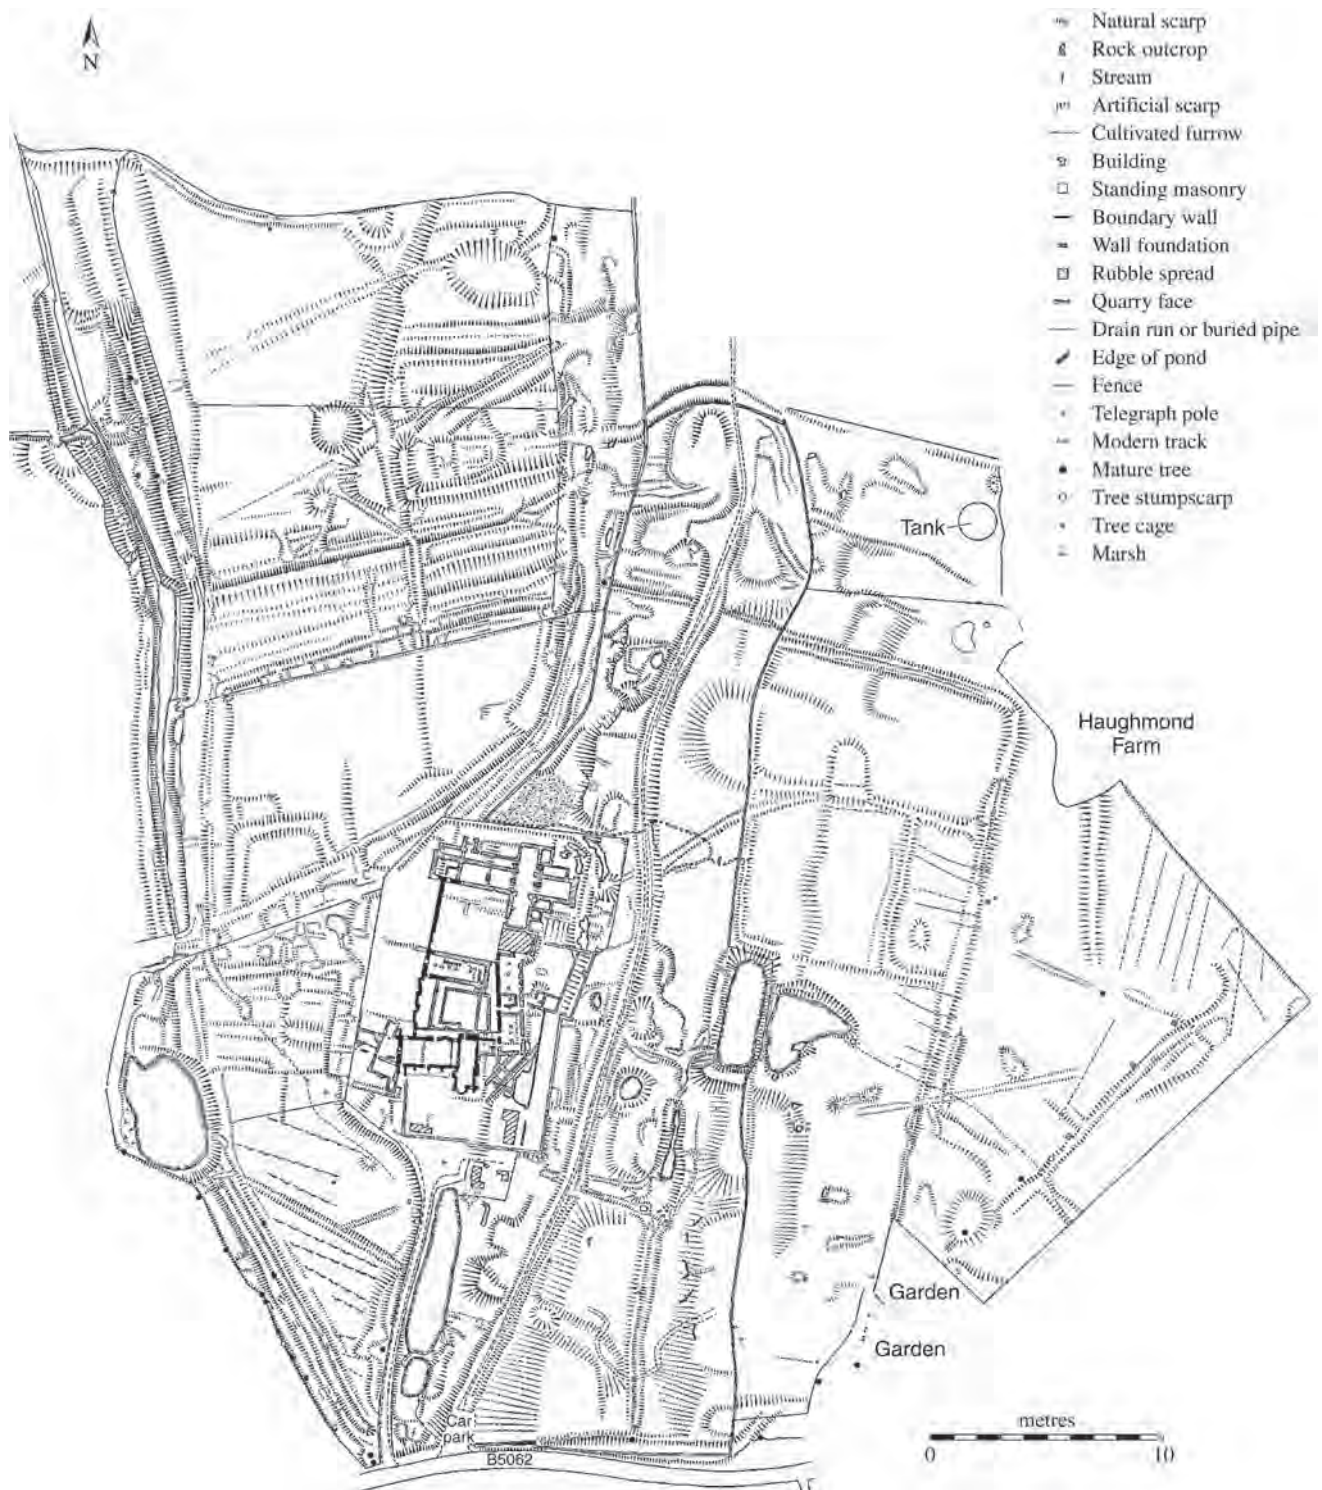 N
Natural scarp
Rock outcrop
Stream
Artificial scarp
Cultivated furrow
Building
Standing masonry
Boundary wall
Wall foundation
Rubble spread
Quarry face
Drain run or buried pipe
Edge of pond
Fence
Telegraph pole
Modern track
Mature tree
Tree stumpscarp
Tree cage
Marsh
Tank
Haughmond
Farm
Garden
Garden
Car
park
B5062
metres
0 10